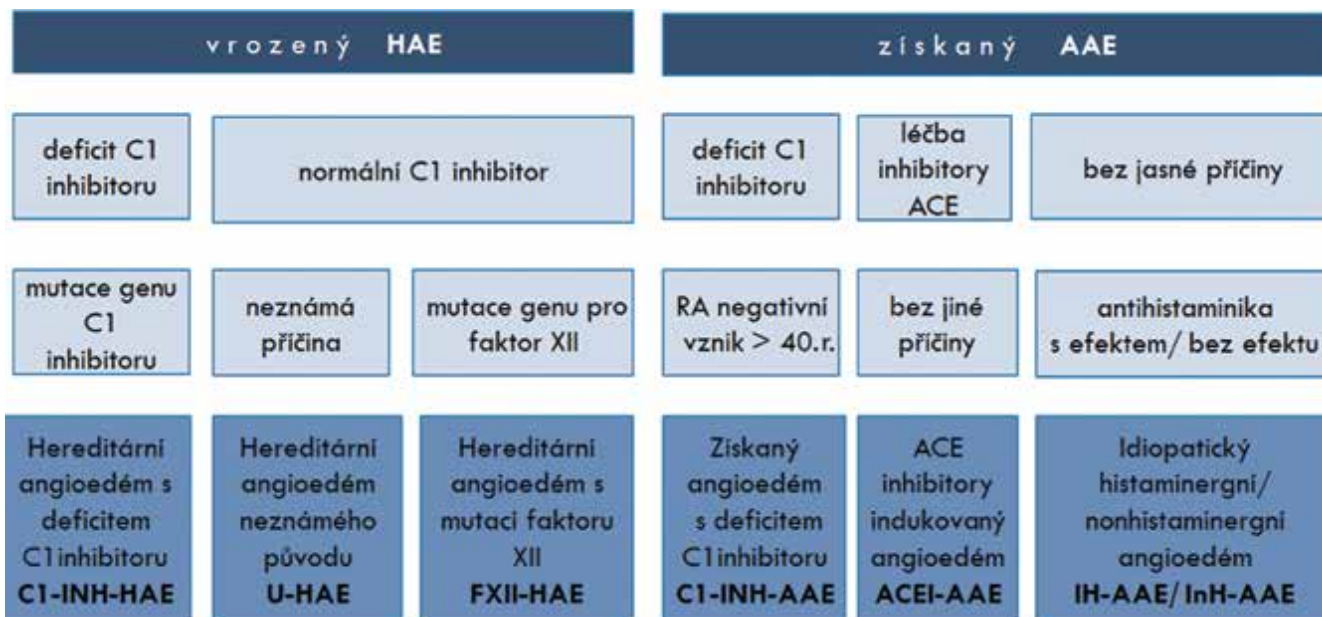 vrozený HAE
získaný AAE
deficit C1
inhibitoru
normální C1 inhibitor
deficit C1
inhibitoru
léčba
inhibitory
ACE
bez jasné příčiny
mutace genu
C1
inhibitoru
neznámá
příčina
mutace genu pro
faktor XII
RA negativní
vznik > 40.r.
bez jiné
příčiny
antihistaminika
s efektem/ bez efektu
Hereditární
angioedém s
deficitem
C1inhibitoru
C1-INH-HAE
Hereditární
angioedém
neznámého
původu
U-HAE
Hereditární
angioedém s
mutací faktoru
XII
FXII-HAE
Získaný
angioedém
s deficitem
C1inhibitoru
C1-INH-AAE
ACE
inhibitory
indukovaný
angioedém
ACEI-AAE
Idiopatický
histaminergní/
nonhistaminergní
angioedém
IH-AAE/ InH-AAE